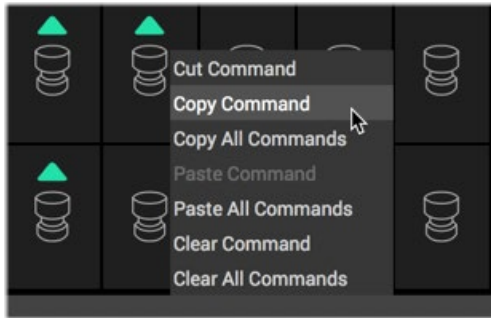 Cut Command
Copy Command
Copy All Commands
Paste Command
Paste All Commands
Clear Command
Clear All Commands